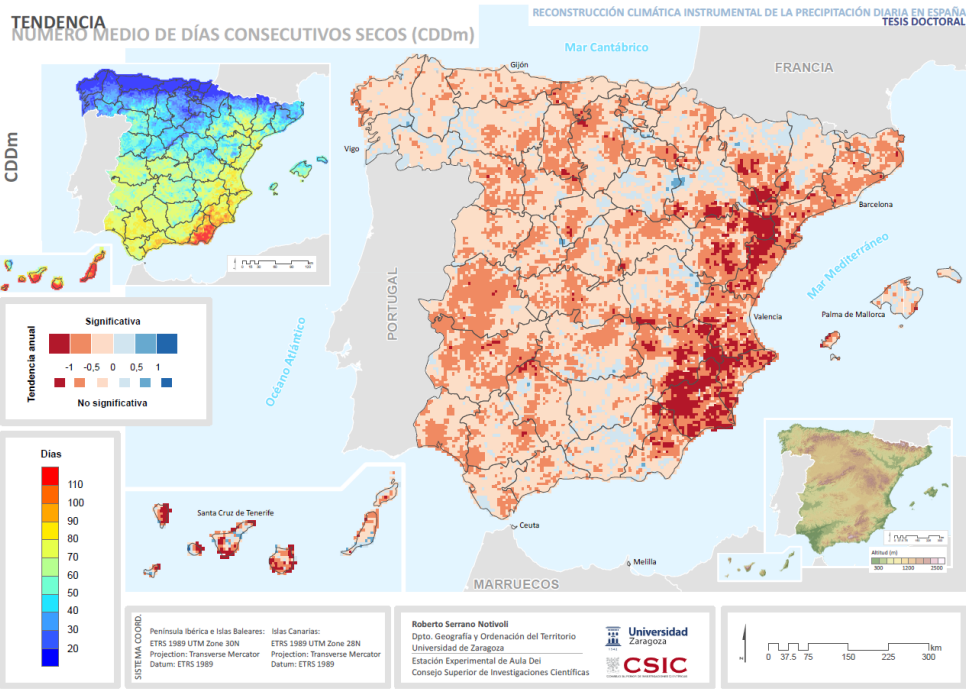 RECONSTRUCCIÓN CLIMÁTICA INSTRUMENTAL DE LA PRECIPITACIÓN DIARIA EN ESPAÑA
TESIS DOCTORAL
TENDENCIA
NÚMERO MEDIO DE DÍAS CONSECUTIVOS SECOS (CDDm)
CDDm
Mar Cantábrico
FRANCIA
Gijón
Vigo
Barcelona
Mar Mediterráneo
PORTUGAL
Valencia
Palma de Mallorca
Océano Atlántico
Tendencia anual
Significativa
-1 -0,5 0 0,5 1
No significativa
Días
110
100
90
80
70
60
50
40
30
20
Santa Cruz de Tenerife
Ceuta
Melilla
MARRUECOS
Altitud (m)
300 1200 2500
SISTEMA COORD.
Península Ibérica e Islas Baleares:
ETRS 1989 UTM Zone 30N
Projection: Transverse Mercator
Datum: ETRS 1989
Islas Canarias:
ETRS 1989 UTM Zone 28N
Projection: Transverse Mercator
Datum: ETRS 1989
Roberto Serrano Notivoli
Dpto. Geografía y Ordenación del Territorio
Universidad de Zaragoza
Estación Experimental de Aula Dei
Consejo Superior de Investigaciones Científicas
Universidad
Zaragoza
CSIC
N
km
0 37.5 75 150 225 300